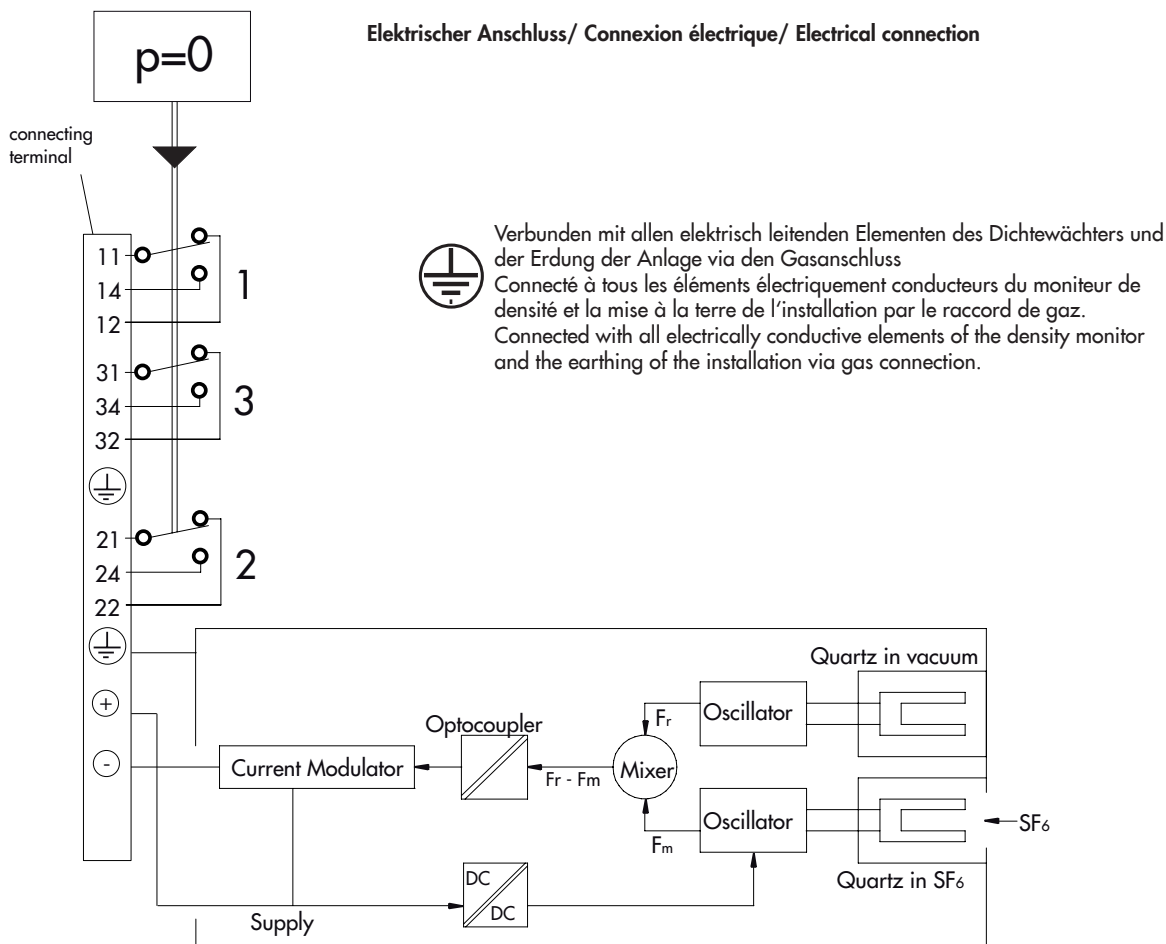 Elektrischer Anschluss/ Connexion électrique/ Electrical connection
p=0
connecting
terminal
11
14
12
1
31
34
32
3
21
24
22
2
+
-
Verbunden mit allen elektrisch leitenden Elementen des Dichtewächters und
der Erdung der Anlage via den Gasanschluss
Connecté à tous les éléments électriquement conducteurs du moniteur de
densité et la mise à la terre de l'installation par le raccord de gaz.
Connected with all electrically conductive elements of the density monitor
and the earthing of the installation via gas connection.
Quartz in vacuum
Oscillator
Fr
Optocoupler
Current Modulator
Fr - Fm
Mixer
Oscillator
Fm
SF6
Quartz in SF6
DC
DC
Supply